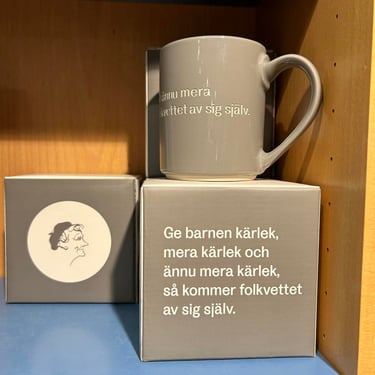 ännu mera
folkvettet av sig själv.
Ge barnen kärlek,
mera kärlek och
ännu mera kärlek,
så kommer folkvettet
av sig själv.